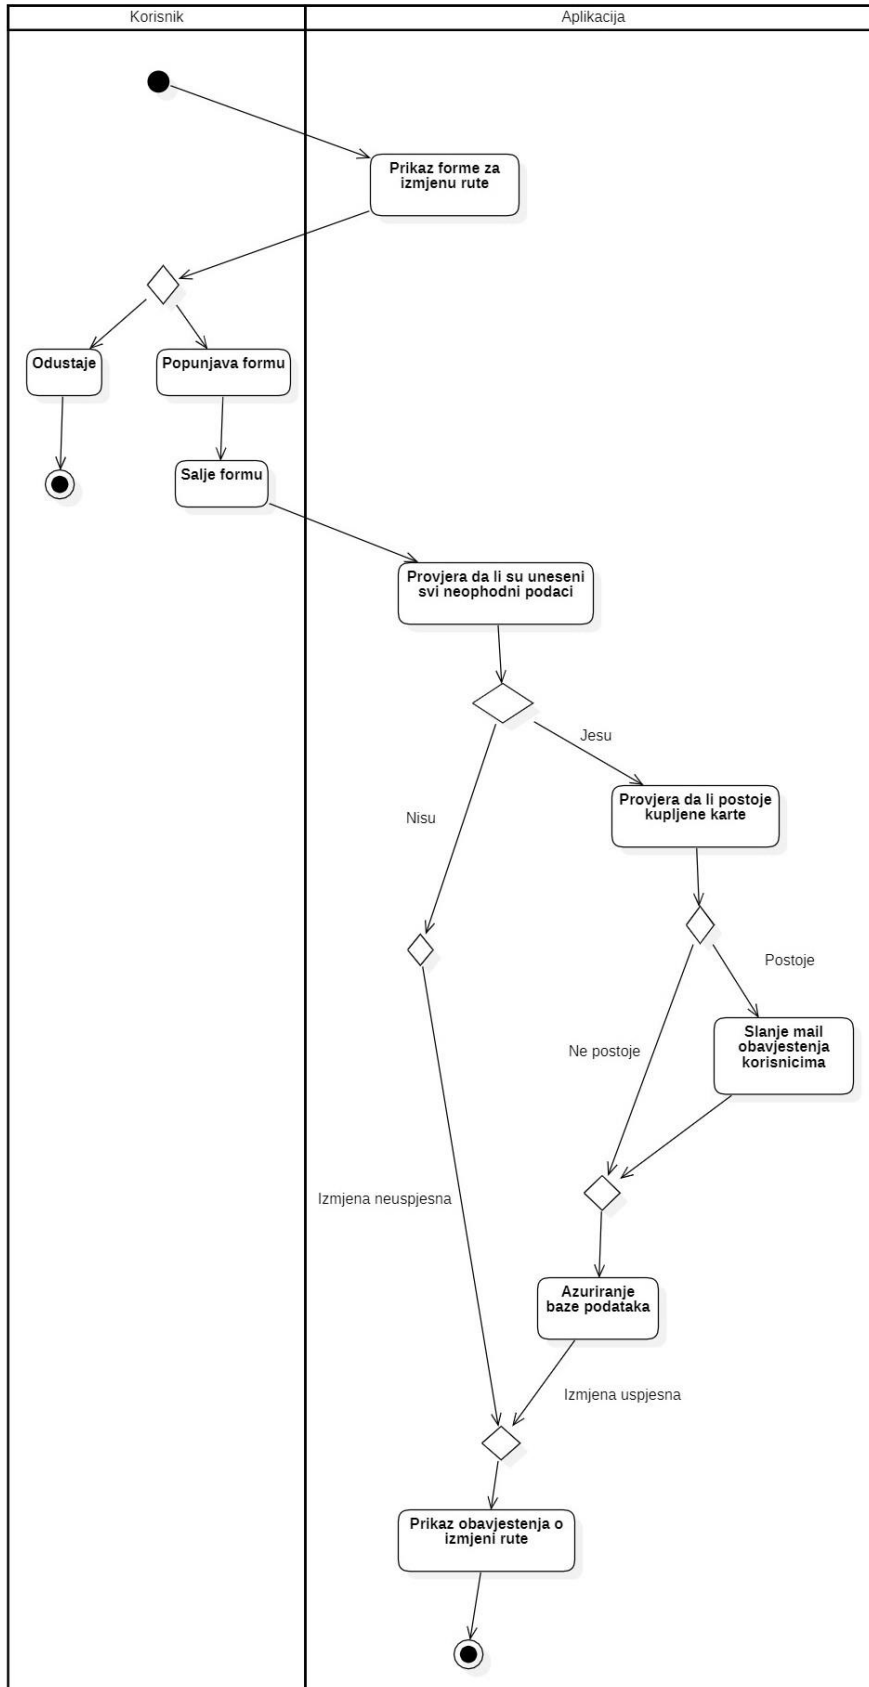 Korisnik
Aplikacija
Prikaz forme za
izmjenu rute
Odustaje
Popunjava formu
Salje formu
Provjera da li su uneseni
svi neophodni podaci
Jesu
Nisu
Provjera da li postoje
kupljene karte
Postoje
Ne postoje
Slanje mail
obavjestenja
korisnicima
Izmjena neuspjesna
Azuriranje
baze podataka
Izmjena uspjesna
Prikaz obavjestenja o
izmjeni rute